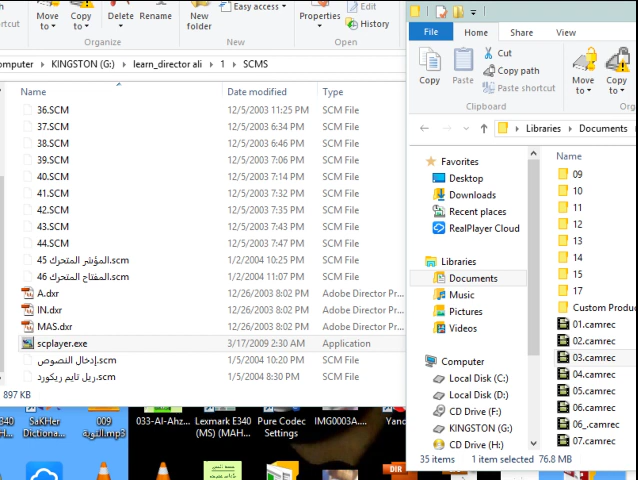 Move to
Copy to
Delete
Rename
New folder
Easy access
Properties
Edit
History
Organize
New
Open
KINGSTON (G:) › learn_director ali › 1 › SCMS
Name
Date modified
Type
36.SCM 12/5/2003 11:25 PM SCM File
37.SCM 12/5/2003 6:34 PM SCM File
38.SCM 12/5/2003 6:46 PM SCM File
39.SCM 12/5/2003 7:06 PM SCM File
40.SCM 12/5/2003 7:14 PM SCM File
41.SCM 12/5/2003 7:32 PM SCM File
42.SCM 12/5/2003 7:35 PM SCM File
43.SCM 12/5/2003 7:43 PM SCM File
44.SCM 12/5/2003 7:47 PM SCM File
45 المؤشر المتحرك.scm 1/2/2004 10:25 PM SCM File
46 المفتاح المتحرك.scm 1/2/2004 11:07 PM SCM File
A.dxr 12/26/2003 8:02 PM Adobe Director Pr...
IN.dxr 12/26/2003 8:02 PM Adobe Director Pr...
MAS.dxr 12/26/2003 8:02 PM Adobe Director Pr...
scplayer.exe 3/17/2009 2:30 AM Application
إدخال النصوص.scm 1/5/2004 10:20 PM SCM File
ريل تايم ريكورد.scm 1/5/2004 8:30 PM SCM File
897 KB
File
Home
Share
View
Copy
Paste
Cut
Copy path
Paste shortcut
Move to
Copy to
Clipboard
Org
Libraries › Documents
Favorites
Desktop
Downloads
Recent places
RealPlayer Cloud
Libraries
Documents
Music
Pictures
Videos
Computer
Local Disk (C:)
Local Disk (D:)
CD Drive (F:)
KINGSTON (G:)
CD Drive (H:)
Name
09
10
11
12
13
14
15
17
Custom Produc
01.camrec
02.camrec
03.camrec
04.camrec
05.camrec
06.camrec
06_.camrec
07.camrec
35 items 1 item selected 76.8 MB
SaKHer Dictiona...
009 التوبة.mp3
033-Al-Ahz...
Lexmark E340 (MS) (MAH...
Pure Codec Settings
IMG0003A....
DIR